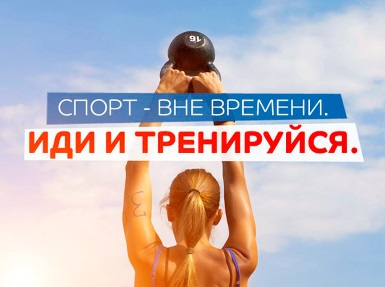 16
СПОРТ - ВНЕ ВРЕМЕНИ.
ИДИ И ТРЕНИРУЙСЯ.